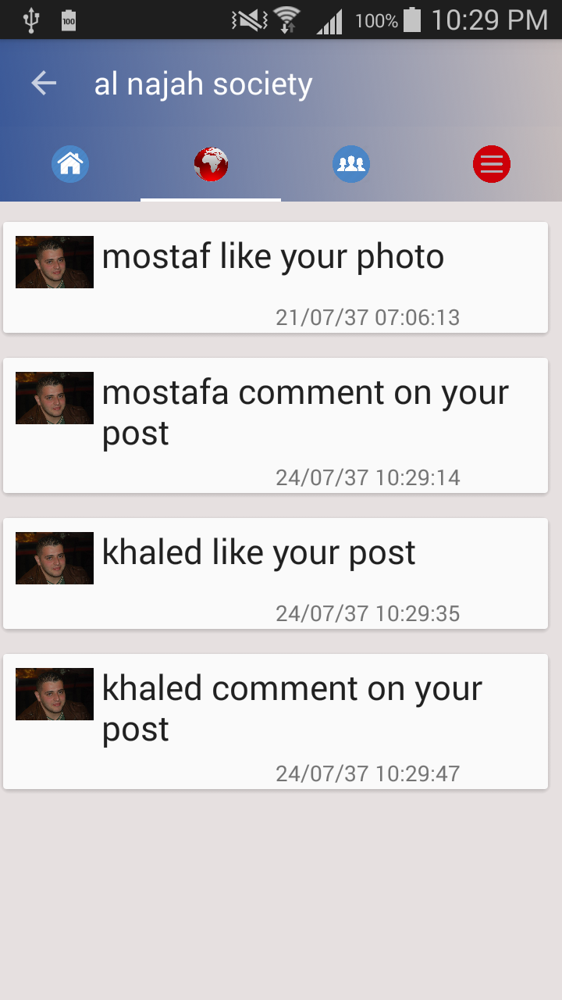 100
100% 10:29 PM
al najah society
mostaf like your photo
21/07/37 07:06:13
mostafa comment on your
post
24/07/37 10:29:14
khaled like your post
24/07/37 10:29:35
khaled comment on your
post
24/07/37 10:29:47